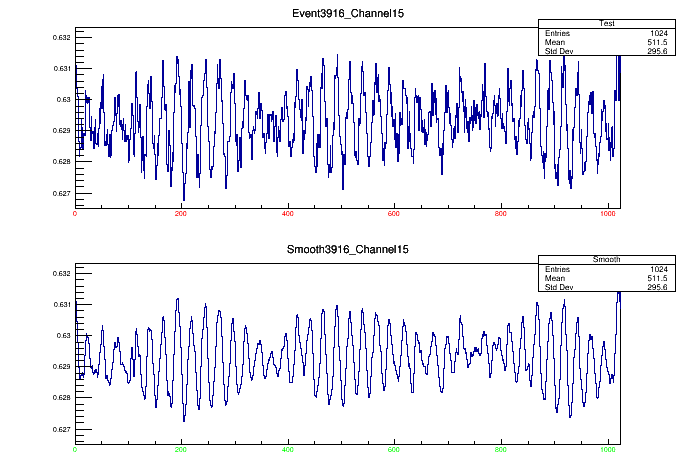 Event3916_Channel15
Test
Entries 1024
Mean 511.5
Std Dev 295.6
0.632
0.631
0.63
0.629
0.628
0.627
0 200 400 600 800 1000
Smooth3916_Channel15
Smooth
Entries 1024
Mean 511.5
Std Dev 295.6
0.632
0.631
0.63
0.629
0.628
0.627
0 200 400 600 800 1000